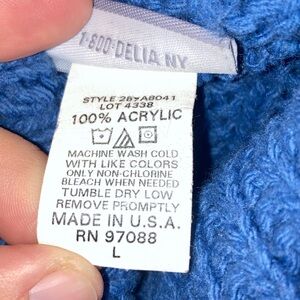 1-800-DELIA NY
STYLE 289A8041
LOT 4338
100% ACRYLIC
MACHINE WASH COLD
WITH LIKE COLORS
ONLY NON-CHLORINE
BLEACH WHEN NEEDED
TUMBLE DRY LOW
REMOVE PROMPTLY
MADE IN U.S.A.
RN 97088
L